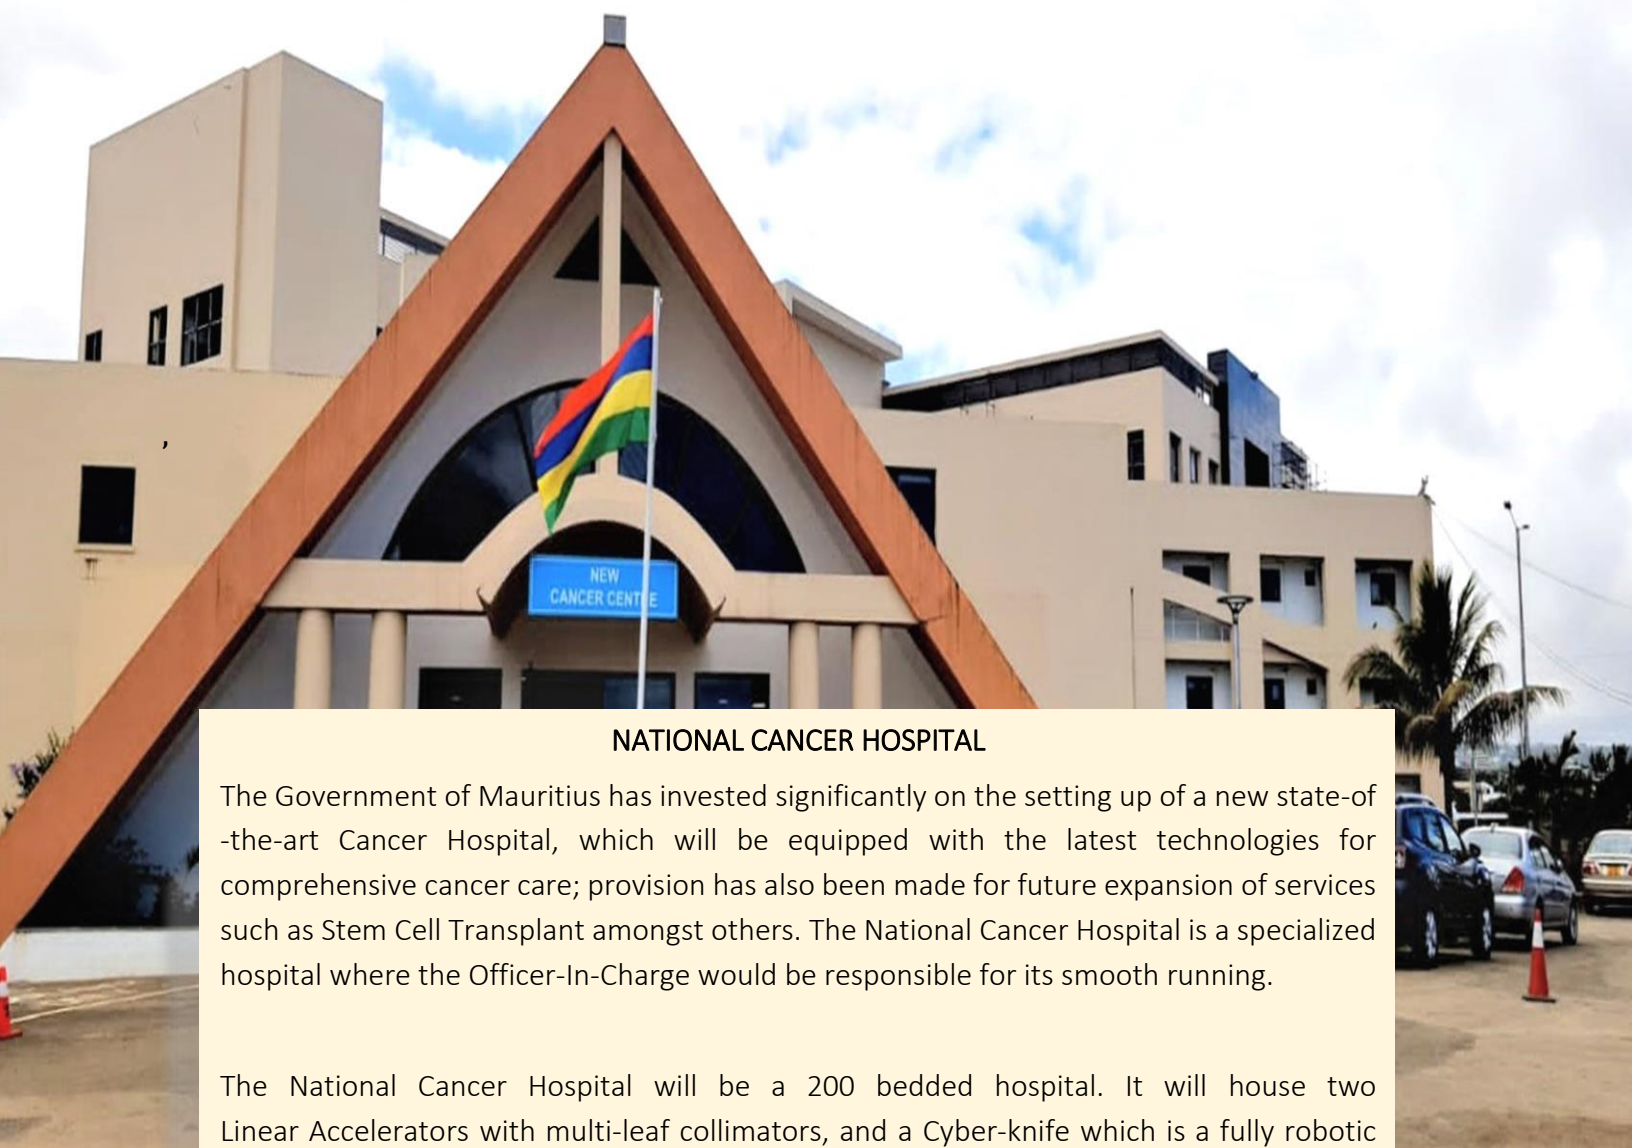 ,
NEW
CANCER CENTRE
NATIONAL CANCER HOSPITAL
The Government of Mauritius has invested significantly on the setting up of a new state-of
-the-art Cancer Hospital, which will be equipped with the latest technologies for
comprehensive cancer care; provision has also been made for future expansion of services
such as Stem Cell Transplant amongst others. The National Cancer Hospital is a specialized
hospital where the Officer-In-Charge would be responsible for its smooth running.
The National Cancer Hospital will be a 200 bedded hospital. It will house two
Linear Accelerators with multi-leaf collimators, and a Cyber-knife which is a fully robotic